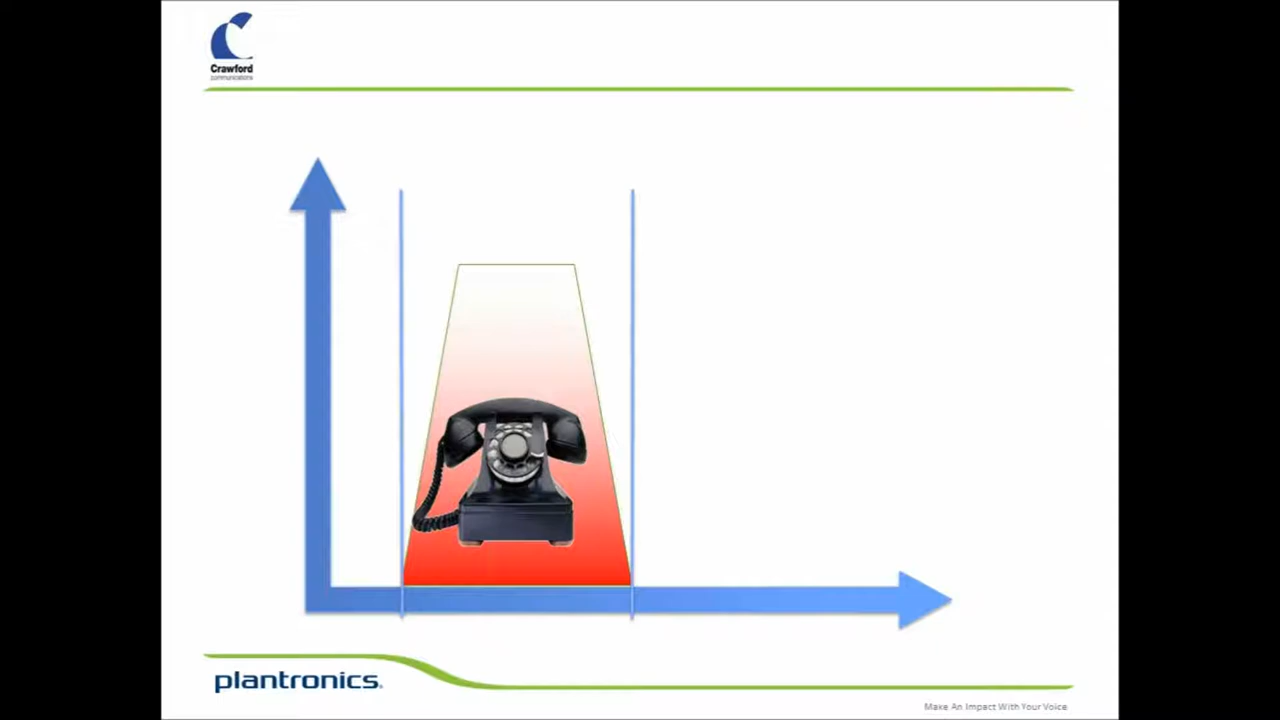 Crawford
communications
plantronics.
Make An Impact With Your Voice